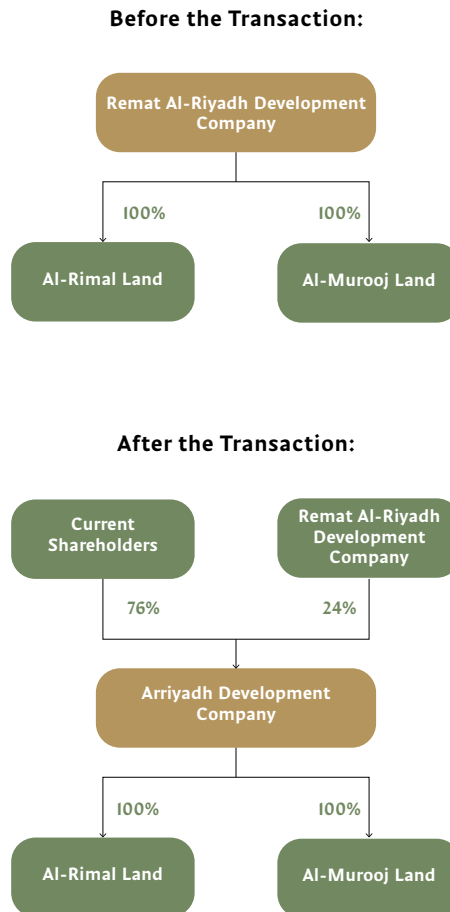 Before the Transaction:
Remat Al-Riyadh Development
Company
100%
100%
Al-Rimal Land
Al-Murooj Land
After the Transaction:
Current
Shareholders
Remat Al-Riyadh
Development
Company
76%
24%
Arriyadh Development
Company
100%
100%
Al-Rimal Land
Al-Murooj Land